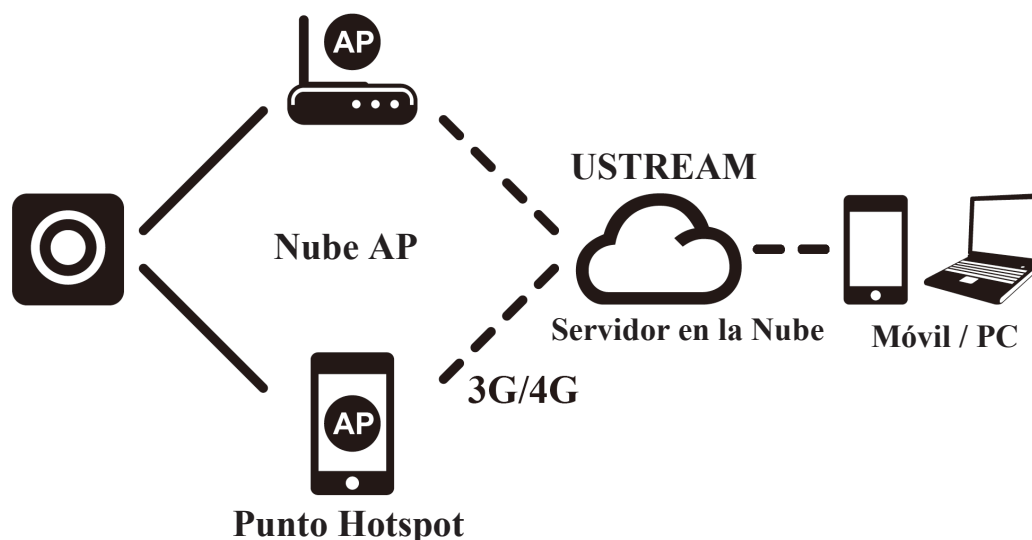 AP
USTREAM
Nube AP
Servidor en la Nube
Móvil / PC
3G/4G
AP
Punto Hotspot